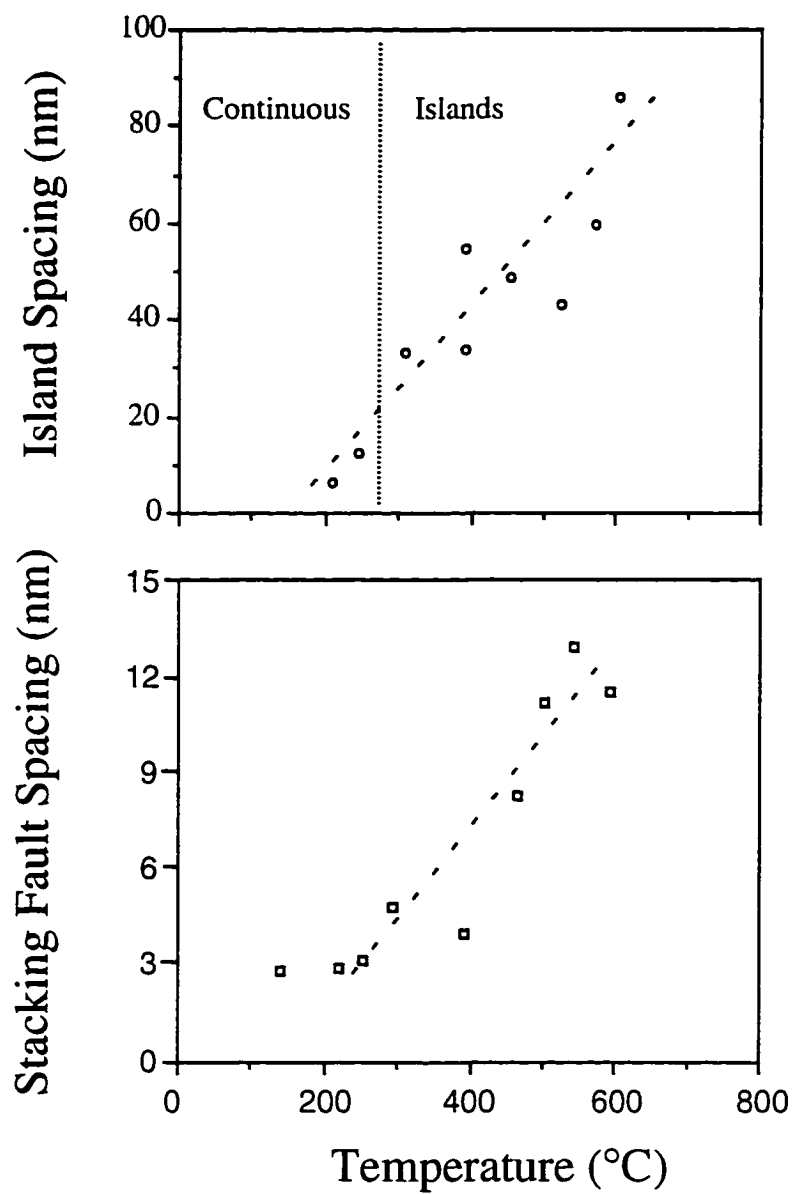 100
80
60
40
20
0
Island Spacing (nm)
Continuous
Islands
15
12
9
6
3
0
Stacking Fault Spacing (nm)
0 200 400 600 800
Temperature (°C)